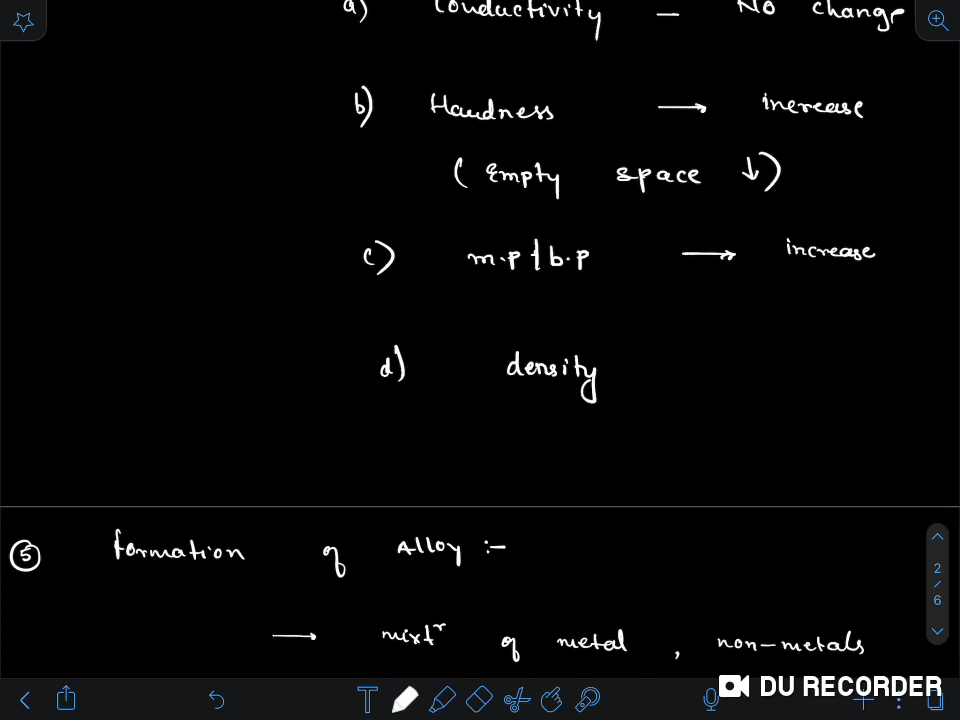 a) Conductivity – No change
b) Hardness → increase
(Empty space ↓)
c) m.p / b.p → increase
d) density
5 formation of Alloy :-
→ mixtr of metal , non-metals
2
/
6
T
DU RECORDER